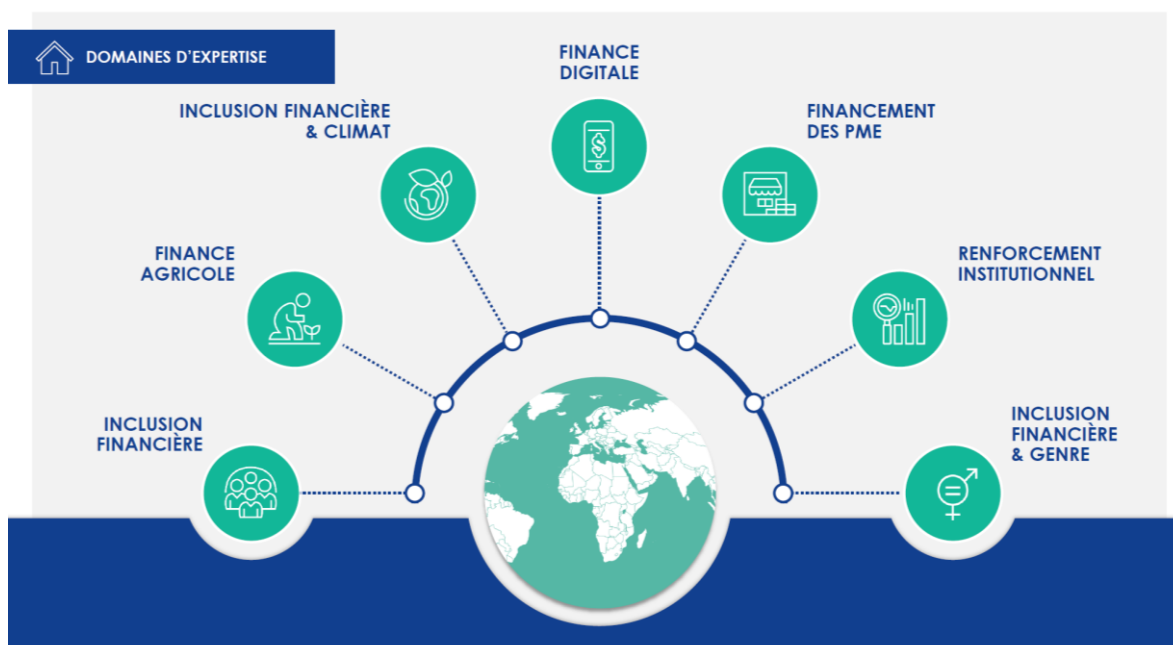 DOMAINES D'EXPERTISE
FINANCE
DIGITALE
INCLUSION FINANCIÈRE
& CLIMAT
FINANCEMENT
DES PME
FINANCE
AGRICOLE
RENFORCEMENT
INSTITUTIONNEL
INCLUSION
FINANCIÈRE
INCLUSION
FINANCIÈRE
& GENRE